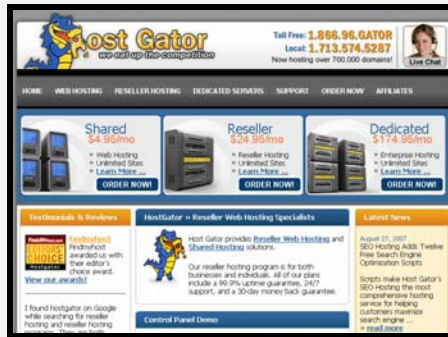 Host Gator
we eat up the competition
Toll Free: 1.866.96.GATOR
Local: 1.713.574.5287
Now hosting over 700,000 domains!
Live Chat
HOME WEB HOSTING RESELLER HOSTING DEDICATED SERVERS SUPPORT ORDER NOW AFFILIATES
Shared
$4.95/mo
» Web Hosting
» Unlimited Sites
» Learn More ...
ORDER NOW!
Reseller
$24.95/mo
» Reseller Hosting
» Unlimited Sites
» Learn More ...
ORDER NOW!
Dedicated
$174.95/mo
» Enterprise Hosting
» Unlimited Sites
» Learn More ...
ORDER NOW!
Testimonials & Reviews
EDITORS'
CHOICE
Hostgator
Findmyhost
Findmyhost
awarded us with
their editor's
choice award.
View our awards!
I found hostgator on Google
while searching for reseller
hosting and reseller hosting
HostGator » Reseller Web Hosting Specialists
Host Gator provides Reseller Web Hosting and
Shared Hosting solutions.
Our reseller hosting program is for both
businesses and individuals. All of our plans
include a 99.9% uptime guarantee, 24/7
support, and a 30-day money back guarantee.
Control Panel Demo
Latest News
August 27, 2007
SEO Hosting Adds Twelve
Free Search Engine
Optimization Scripts
Scripts make Host Gator's
SEO Hosting the most
comprehensive hosting
service for helping
customers maximize
search engine ...
» read more